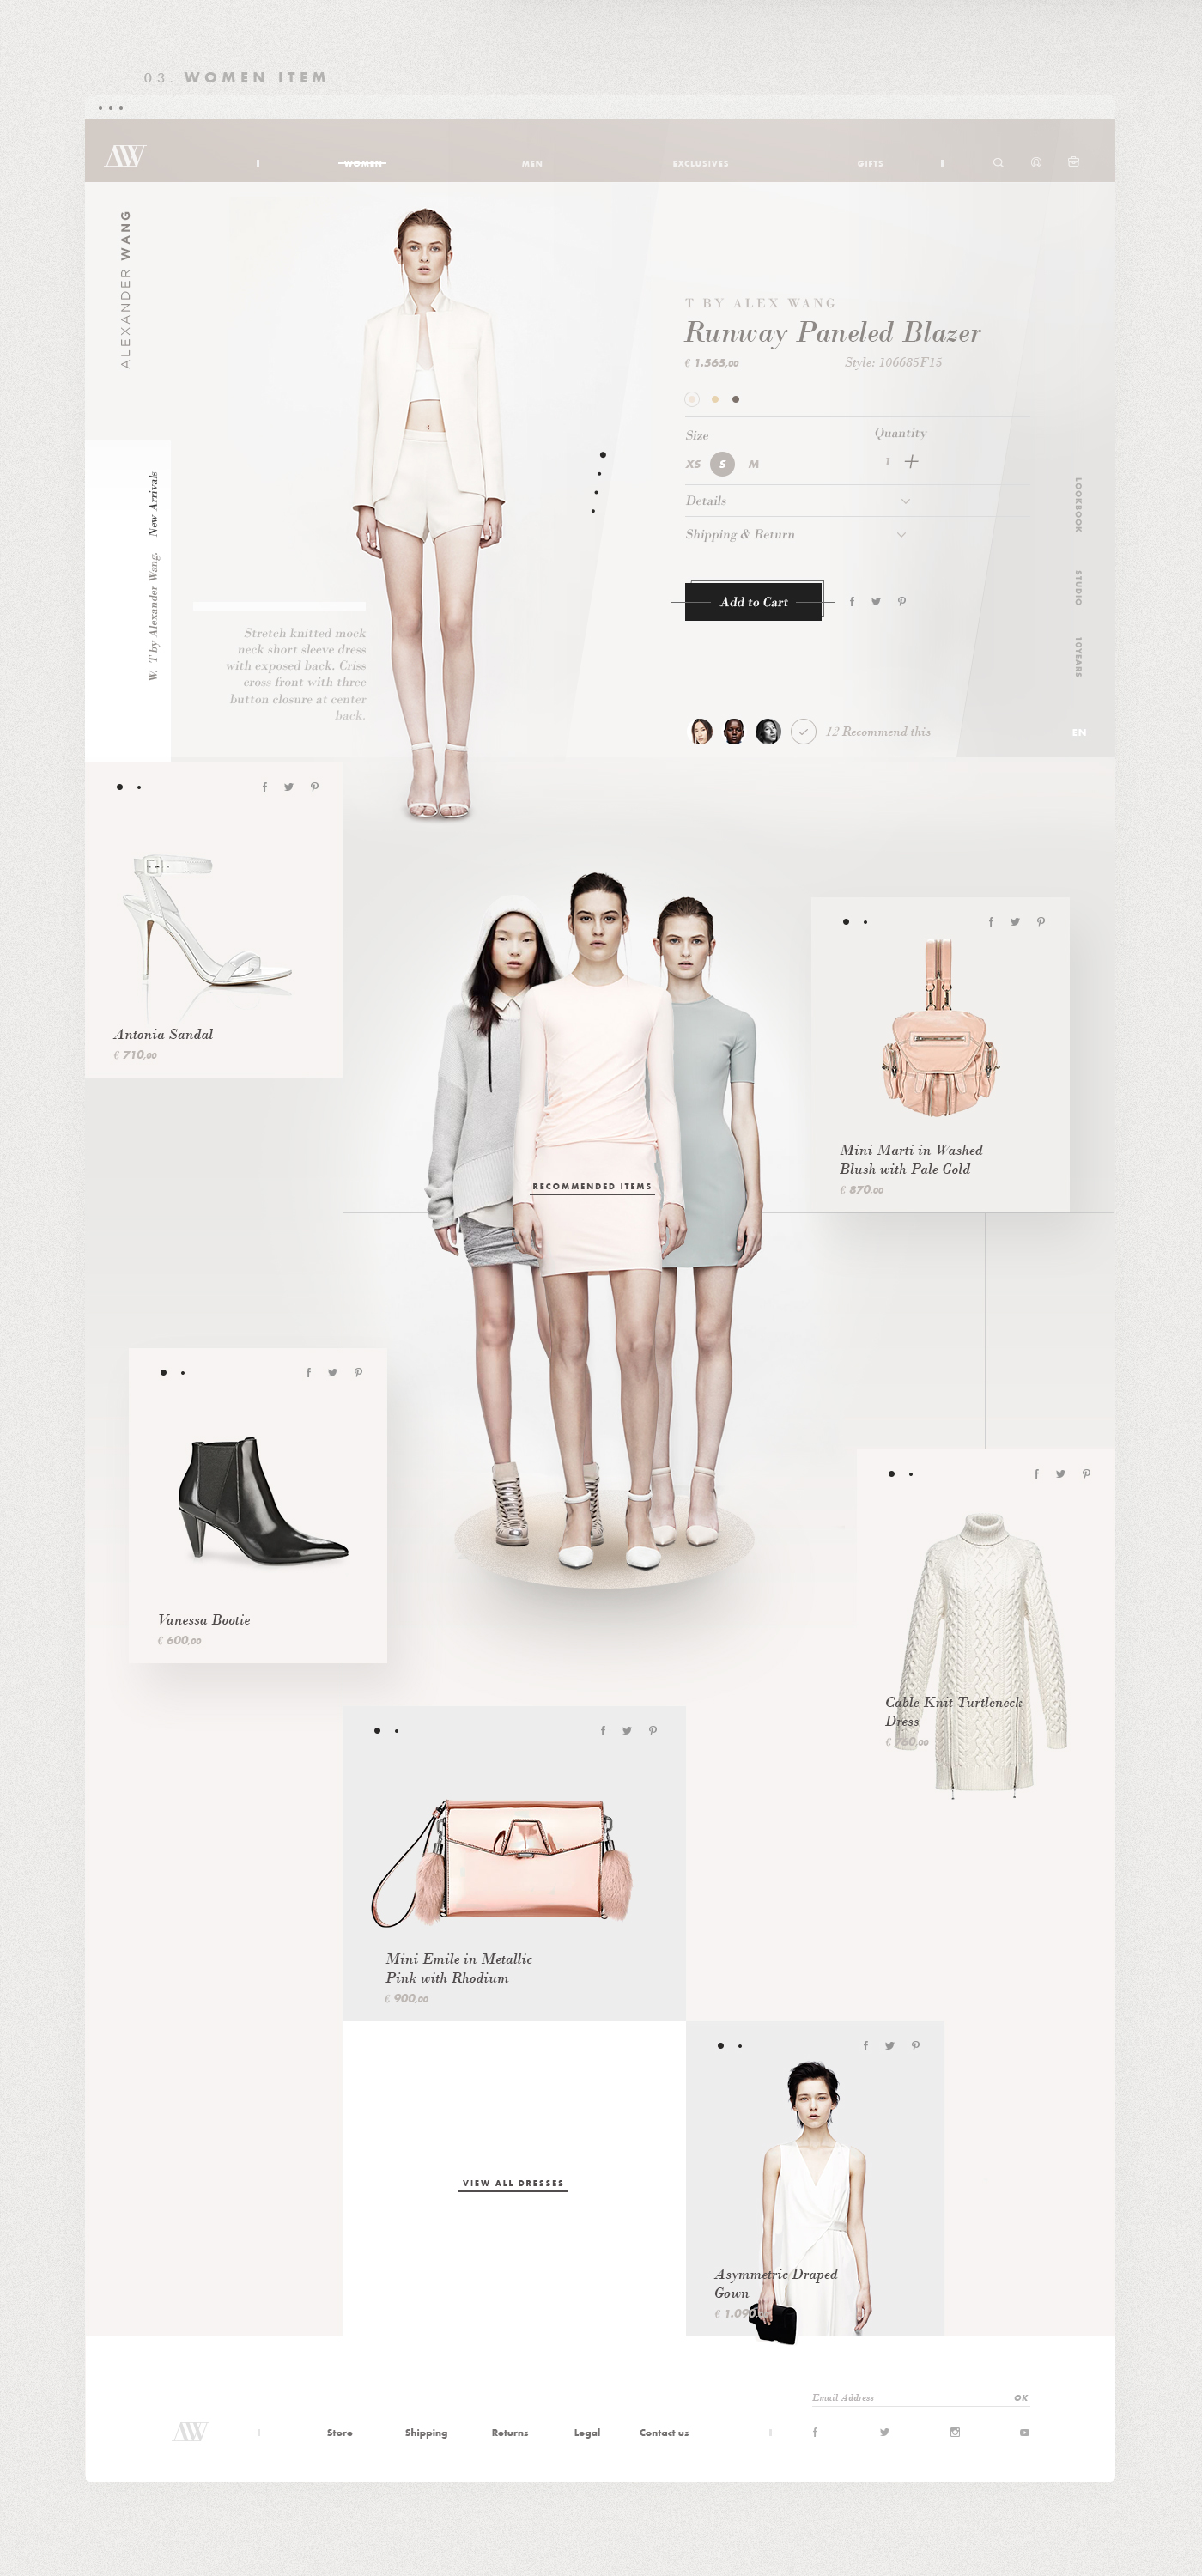 03. WOMEN ITEM
AW
WOMEN
MEN
EXCLUSIVES
GIFTS
ALEXANDER WANG
W. T by Alexander Wang. New Arrivals
T BY ALEX WANG
Runway Paneled Blazer
€ 1.565,00
Style: 106685F15
Size
Quantity
XS S M
1
Details
Shipping & Return
Add to Cart
12 Recommend this
LOOKBOOK
STUDIO
10YEARS
EN
Stretch knitted mock
neck short sleeve dress
with exposed back. Criss
cross front with three
button closure at center
back.
Antonia Sandal
€ 710,00
Mini Marti in Washed
Blush with Pale Gold
€ 870,00
RECOMMENDED ITEMS
Vanessa Bootie
€ 600,00
Cable Knit Turtleneck
Dress
€ 760,00
Mini Emile in Metallic
Pink with Rhodium
€ 900,00
VIEW ALL DRESSES
Asymmetric Draped
Gown
€ 1.090
Email Address
OK
AW
Store
Shipping
Returns
Legal
Contact us